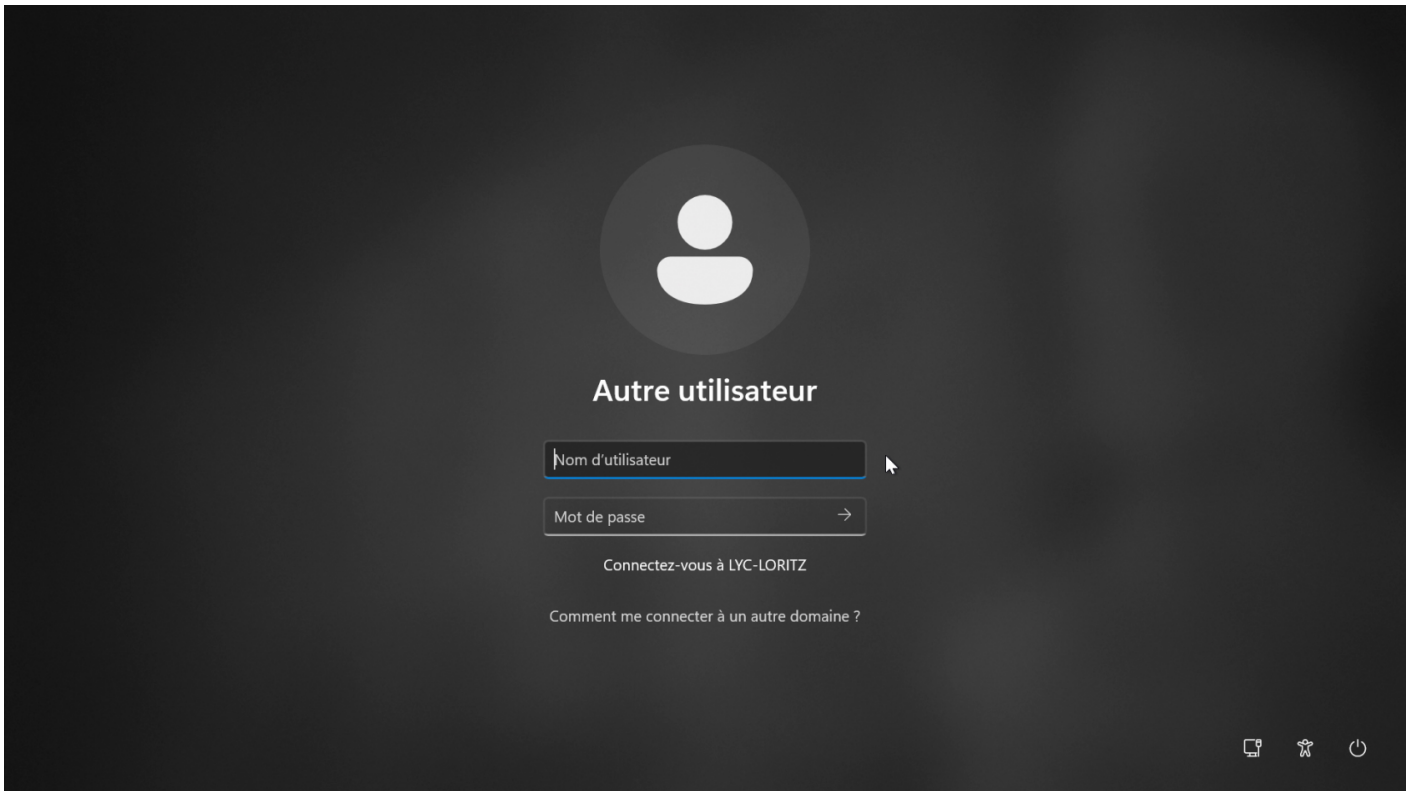 Autre utilisateur
Nom d'utilisateur
Mot de passe
Connectez-vous à LYC-LORITZ
Comment me connecter à un autre domaine ?